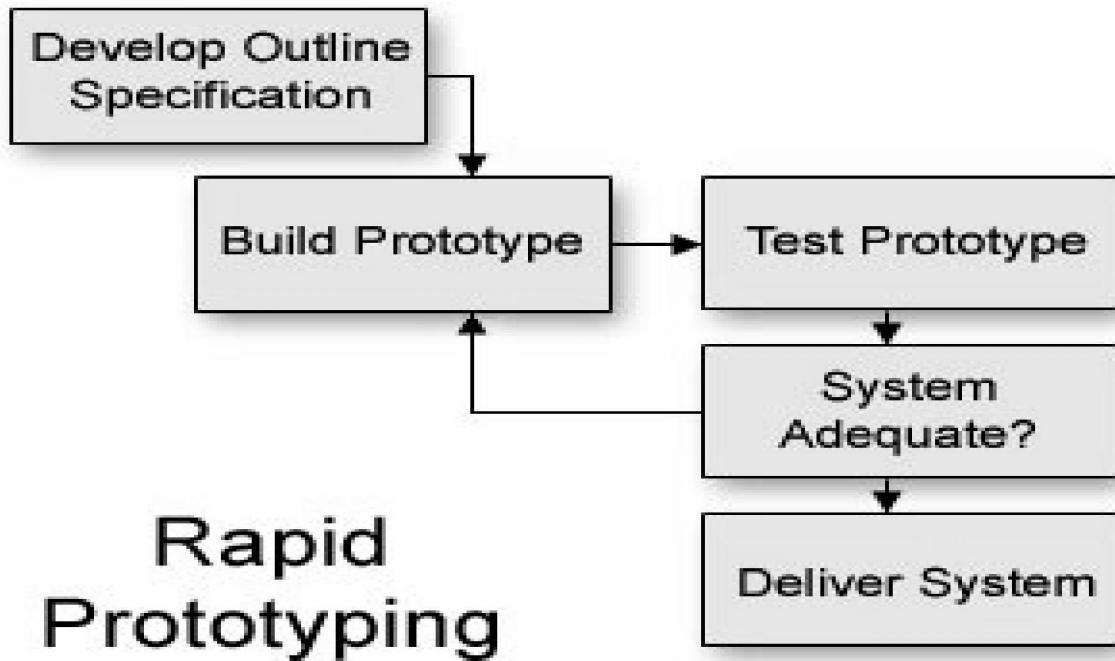 Develop Outline
Specification
Build Prototype
Test Prototype
System
Adequate?
Deliver System
Rapid
Prototyping